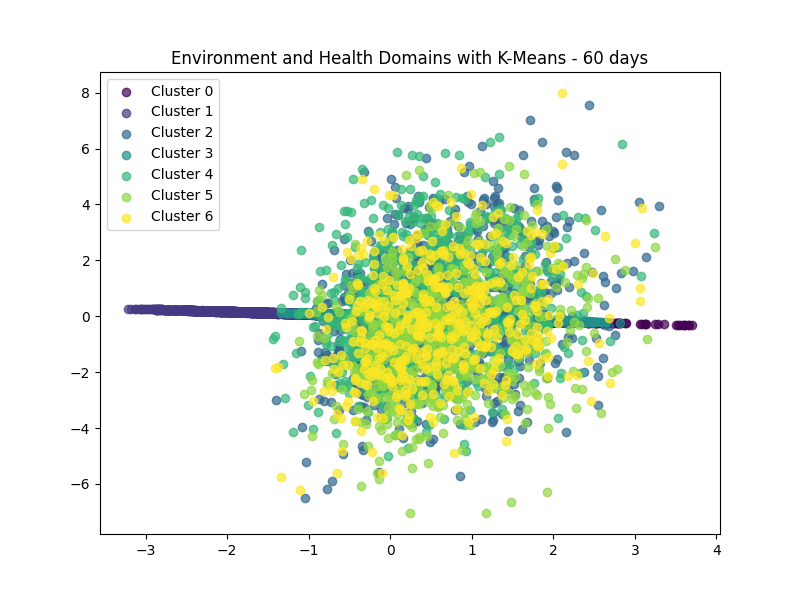 Environment and Health Domains with K-Means - 60 days
Cluster 0
Cluster 1
Cluster 2
Cluster 3
Cluster 4
Cluster 5
Cluster 6
8
6
4
2
0
−2
−4
−6
−3
−2
−1
0
1
2
3
4